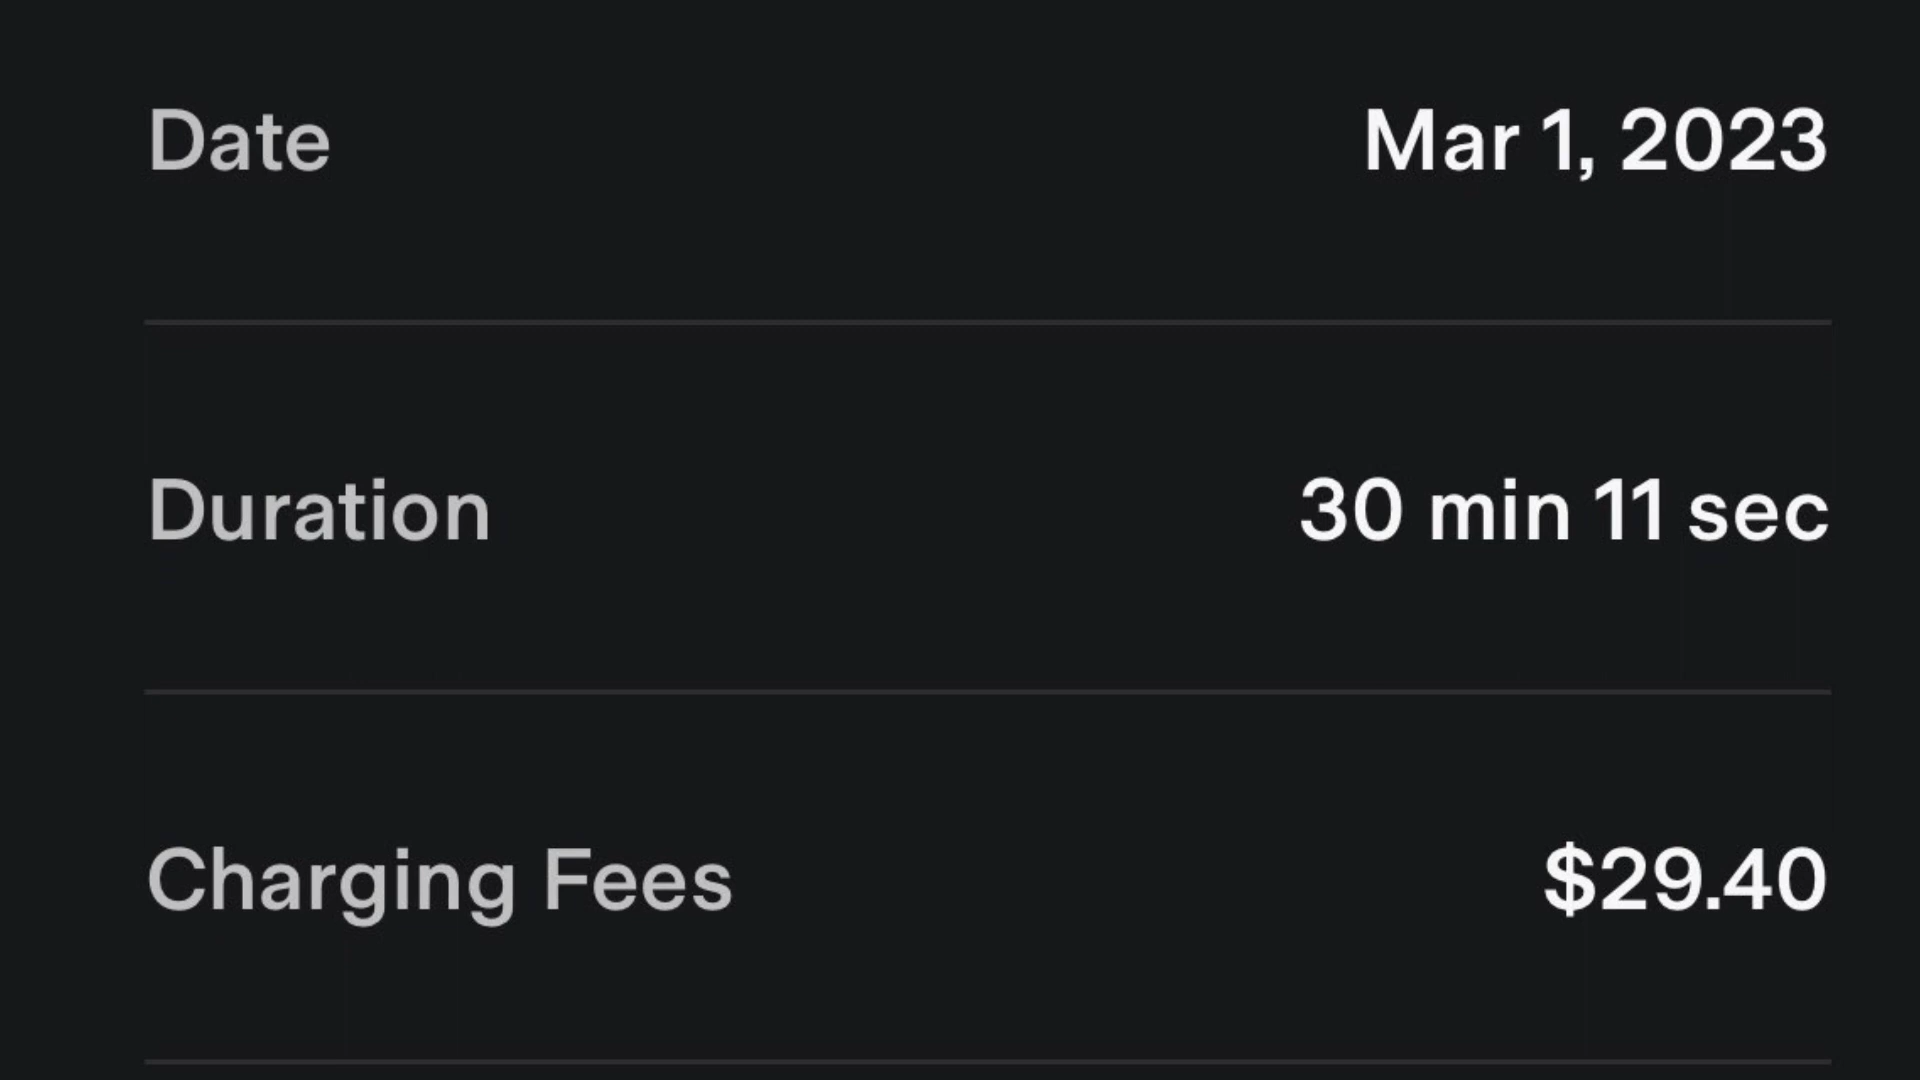 Date Mar 1, 2023
Duration 30 min 11 sec
Charging Fees $29.40